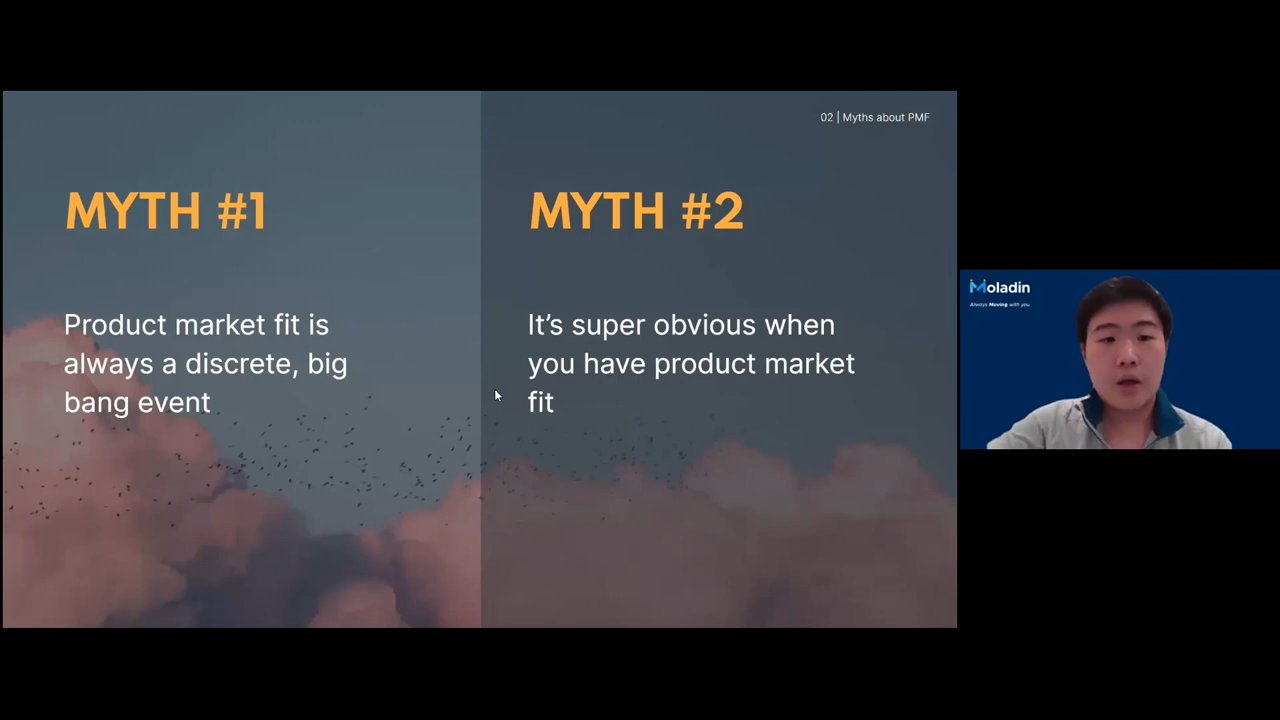 02 | Myths about PMF
MYTH #1
Product market fit is
always a discrete, big
bang event
MYTH #2
It’s super obvious when
you have product market
fit
Moladin
Always Moving with you